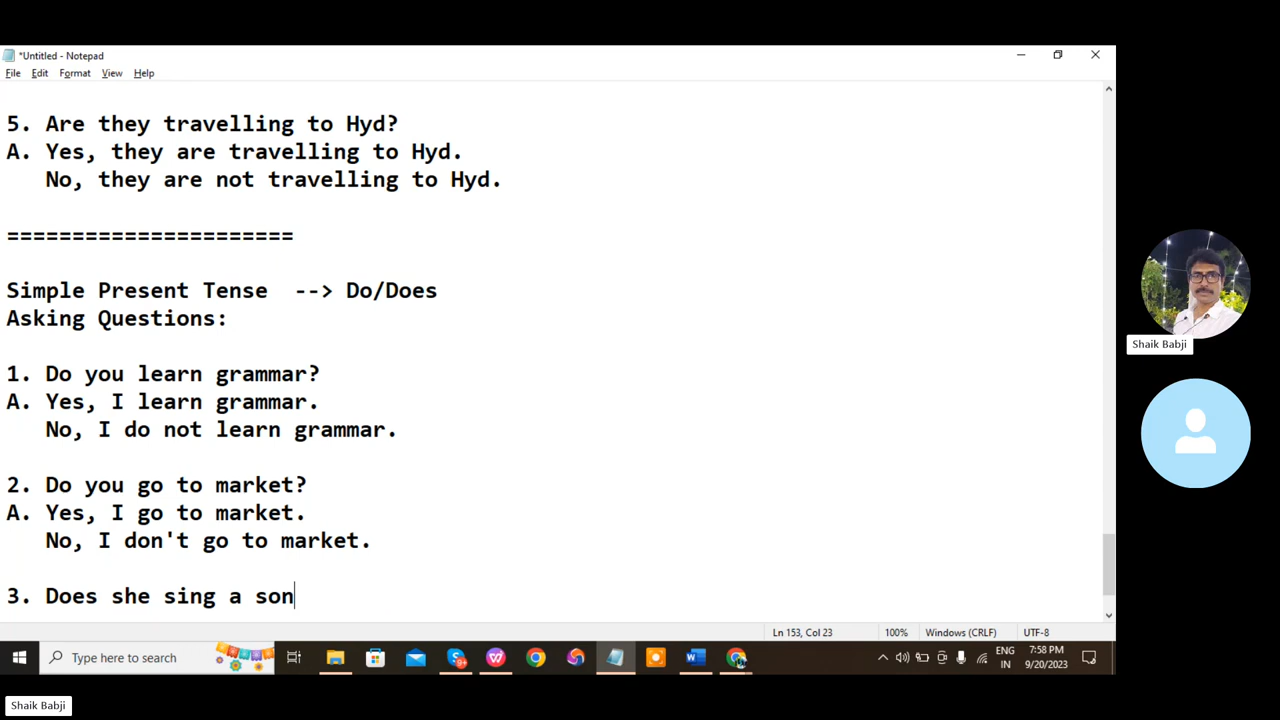 *Untitled - Notepad
File Edit Format View Help
5. Are they travelling to Hyd?
A. Yes, they are travelling to Hyd.
No, they are not travelling to Hyd.
======================
Simple Present Tense --> Do/Does
Asking Questions:
1. Do you learn grammar?
A. Yes, I learn grammar.
No, I do not learn grammar.
2. Do you go to market?
A. Yes, I go to market.
No, I don't go to market.
3. Does she sing a son
Shaik Babji
Ln 153, Col 23 100% Windows (CRLF) UTF-8
Type here to search
ENG 7:58 PM
IN 9/20/2023
Shaik Babji